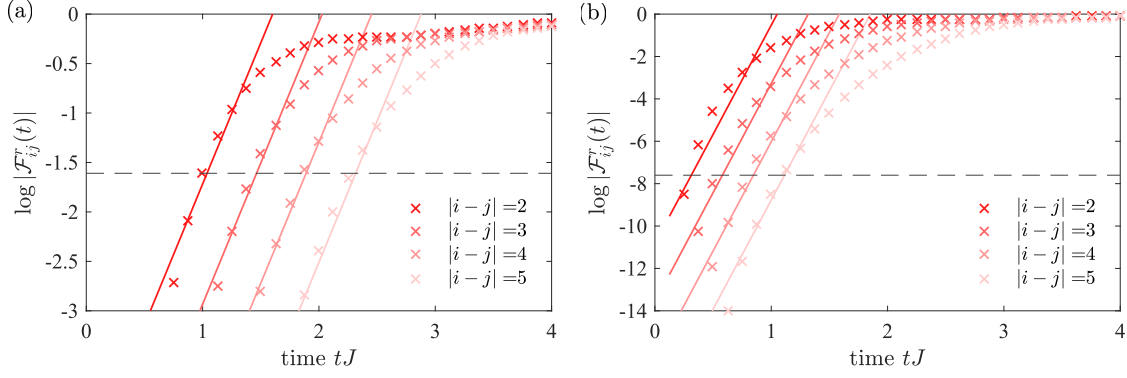 (a)
log |𝓕ʳᵢⱼ(t)|
0
-0.5
-1
-1.5
-2
-2.5
-3
0 1 2 3 4
time tJ
|i − j| =2
|i − j| =3
|i − j| =4
|i − j| =5
(b)
log |𝓕ʳᵢⱼ(t)|
0
-2
-4
-6
-8
-10
-12
-14
0 1 2 3 4
time tJ
|i − j| =2
|i − j| =3
|i − j| =4
|i − j| =5